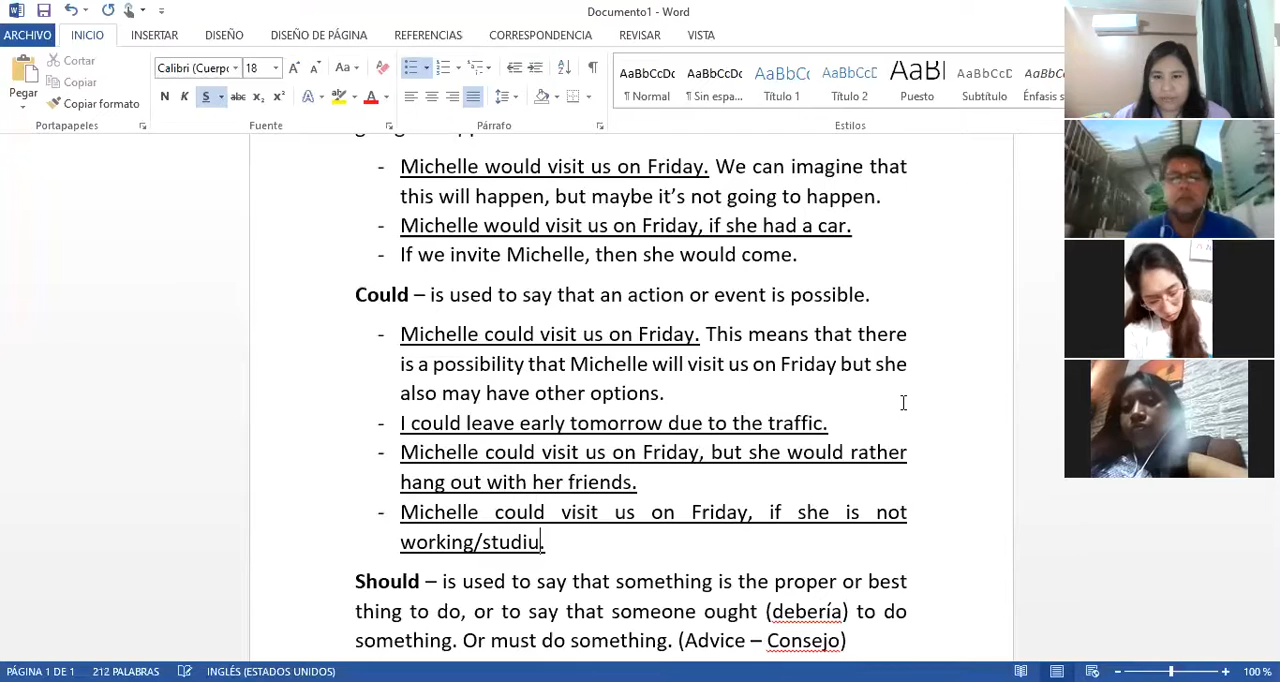 Documento1 - Word
ARCHIVO INICIO INSERTAR DISEÑO DISEÑO DE PÁGINA REFERENCIAS CORRESPONDENCIA REVISAR VISTA
Pegar
Cortar
Copiar
Copiar formato
Portapapeles
Calibri (Cuerpo 18
Fuente
Párrafo
AaBbCcDc AaBbCcDc AaBbCc AaBbCcD AaBl AaBbCcD AaBbCcDc
¶ Normal ¶ Sin espa... Título 1 Título 2 Puesto Subtítulo Énfasis s
Estilos
- Michelle would visit us on Friday. We can imagine that
this will happen, but maybe it’s not going to happen.
- Michelle would visit us on Friday, if she had a car.
- If we invite Michelle, then she would come.
Could – is used to say that an action or event is possible.
- Michelle could visit us on Friday. This means that there
is a possibility that Michelle will visit us on Friday but she
also may have other options.
- I could leave early tomorrow due to the traffic.
- Michelle could visit us on Friday, but she would rather
hang out with her friends.
- Michelle could visit us on Friday, if she is not
working/studiu.
Should – is used to say that something is the proper or best
thing to do, or to say that someone ought (debería) to do
something. Or must do something. (Advice – Consejo)
PÁGINA 1 DE 1 212 PALABRAS INGLÉS (ESTADOS UNIDOS) 100 %